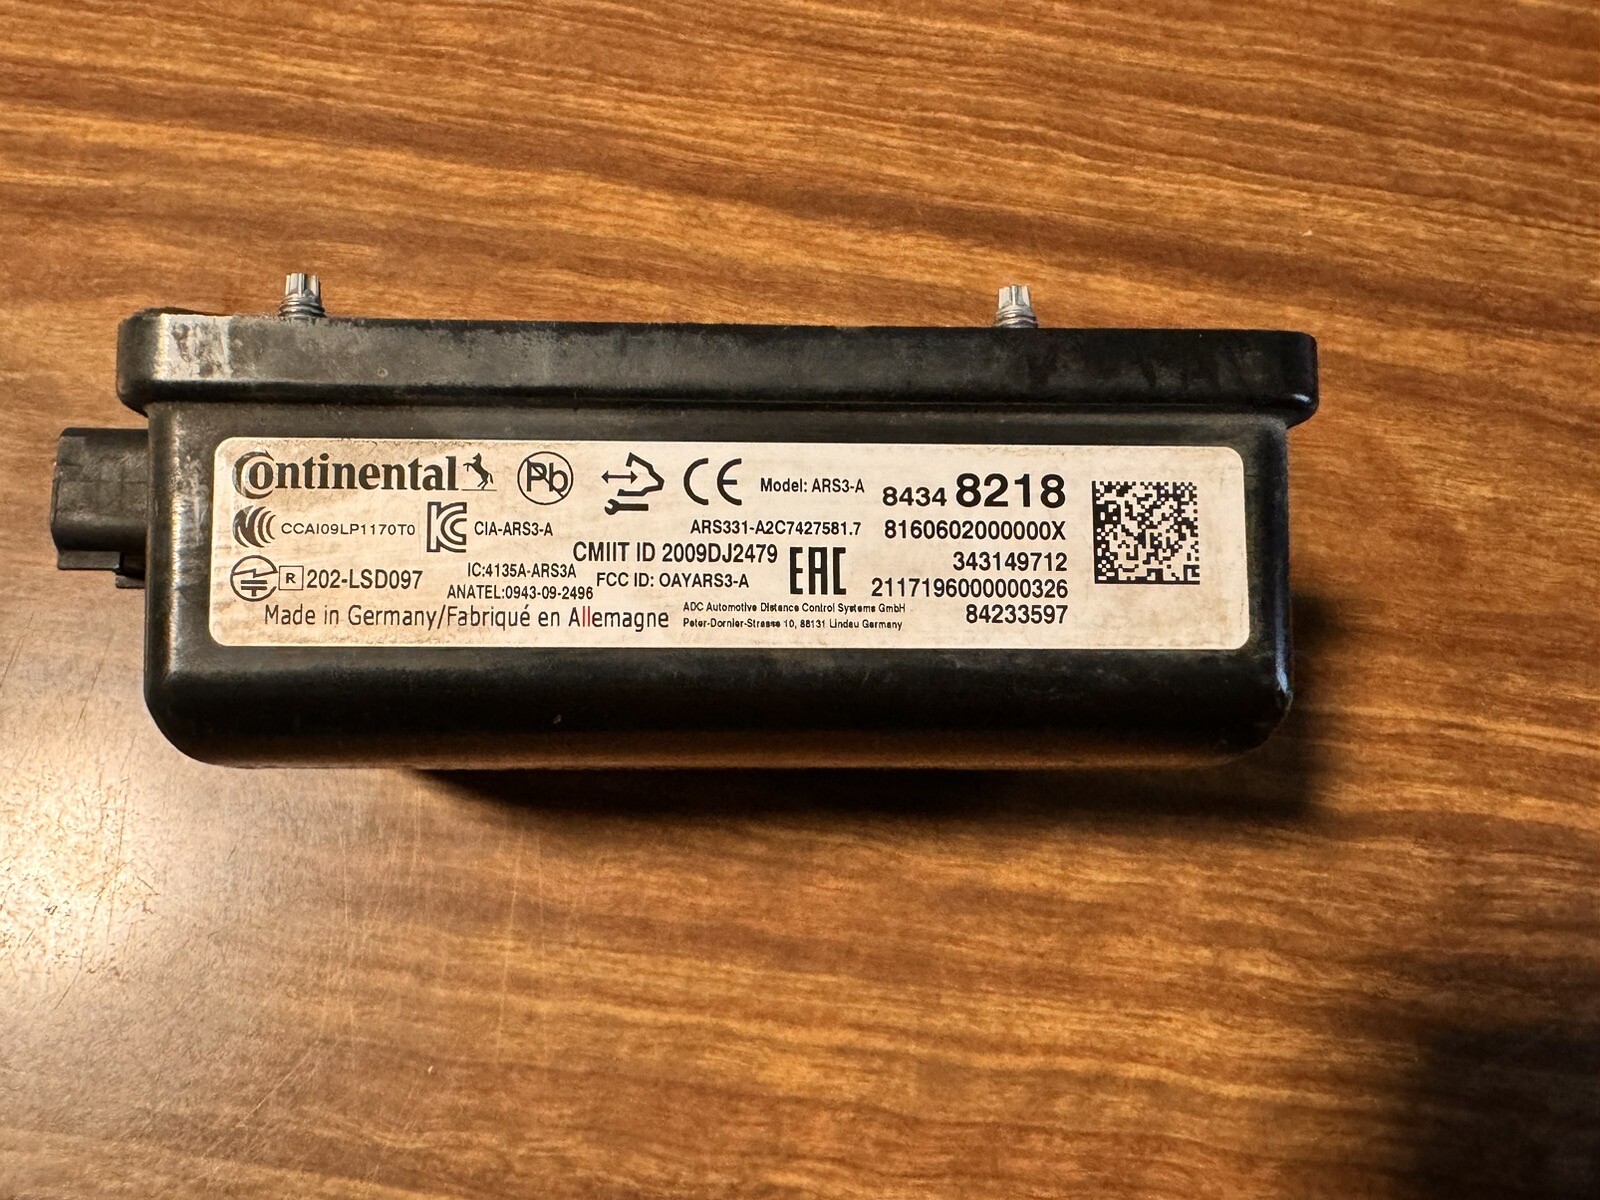 Continental Pb CE Model: ARS3-A 8434 8218
CCAI09LP1170T0 CIA-ARS3-A ARS331-A2C7427581.7 8160602000000X
CMIIT ID 2009DJ2479 EAC 343149712
R 202-LSD097 IC:4135A-ARS3A FCC ID: OAYARS3-A 2117196000000326
ANATEL:0943-09-2496
Made in Germany/Fabriqué en Allemagne ADC Automotive Distance Control Systems GmbH 84233597
Peter-Dornier-Strasse 10, 88131 Lindau Germany